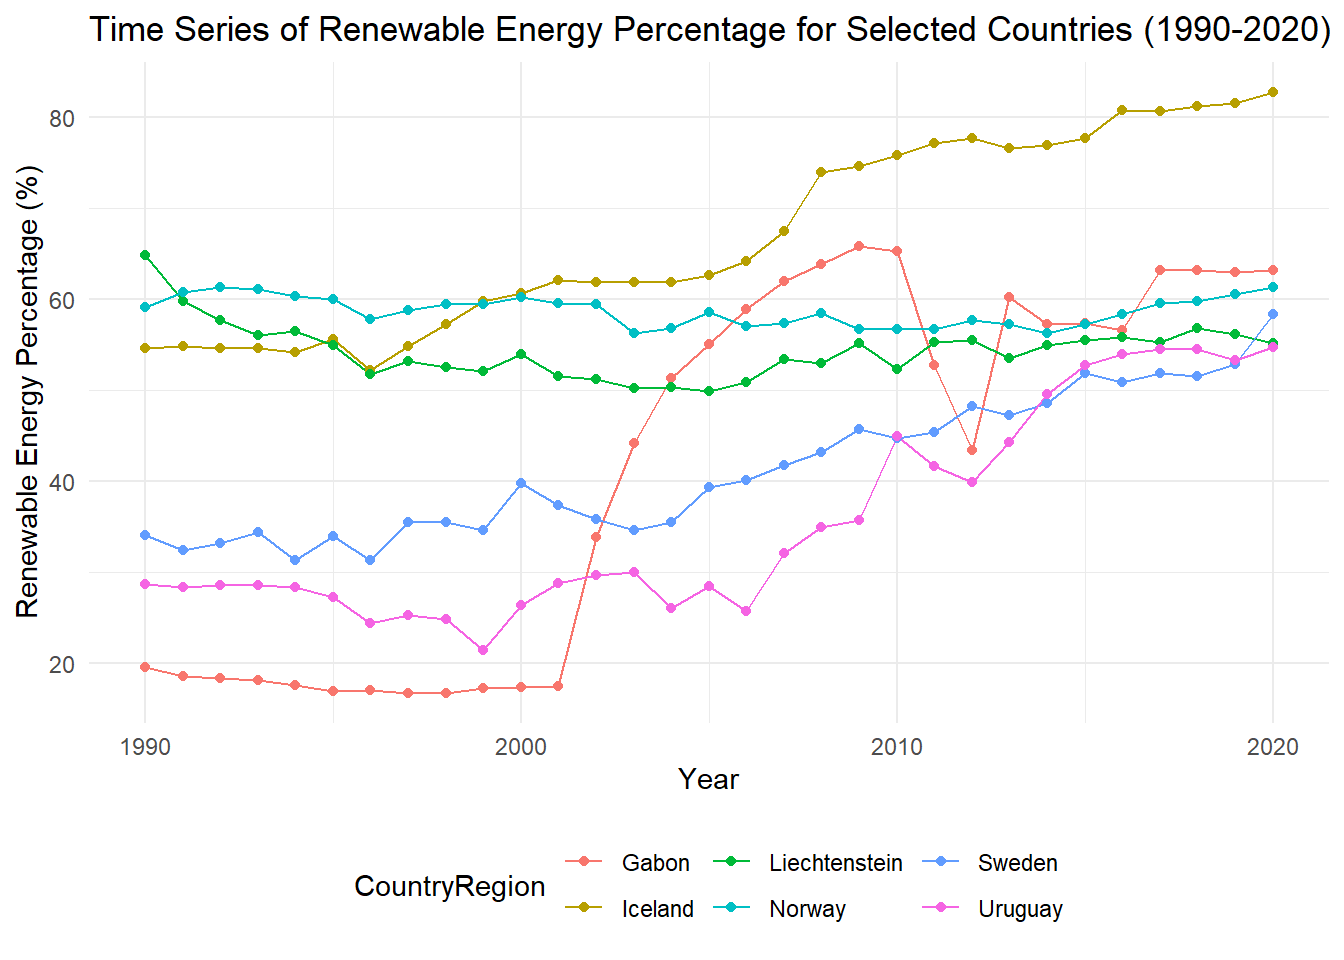 Time Series of Renewable Energy Percentage for Selected Countries (1990-2020)
Renewable Energy Percentage (%)
80
60
40
20
1990 2000 2010 2020
Year
CountryRegion
Gabon Liechtenstein Sweden
Iceland Norway Uruguay